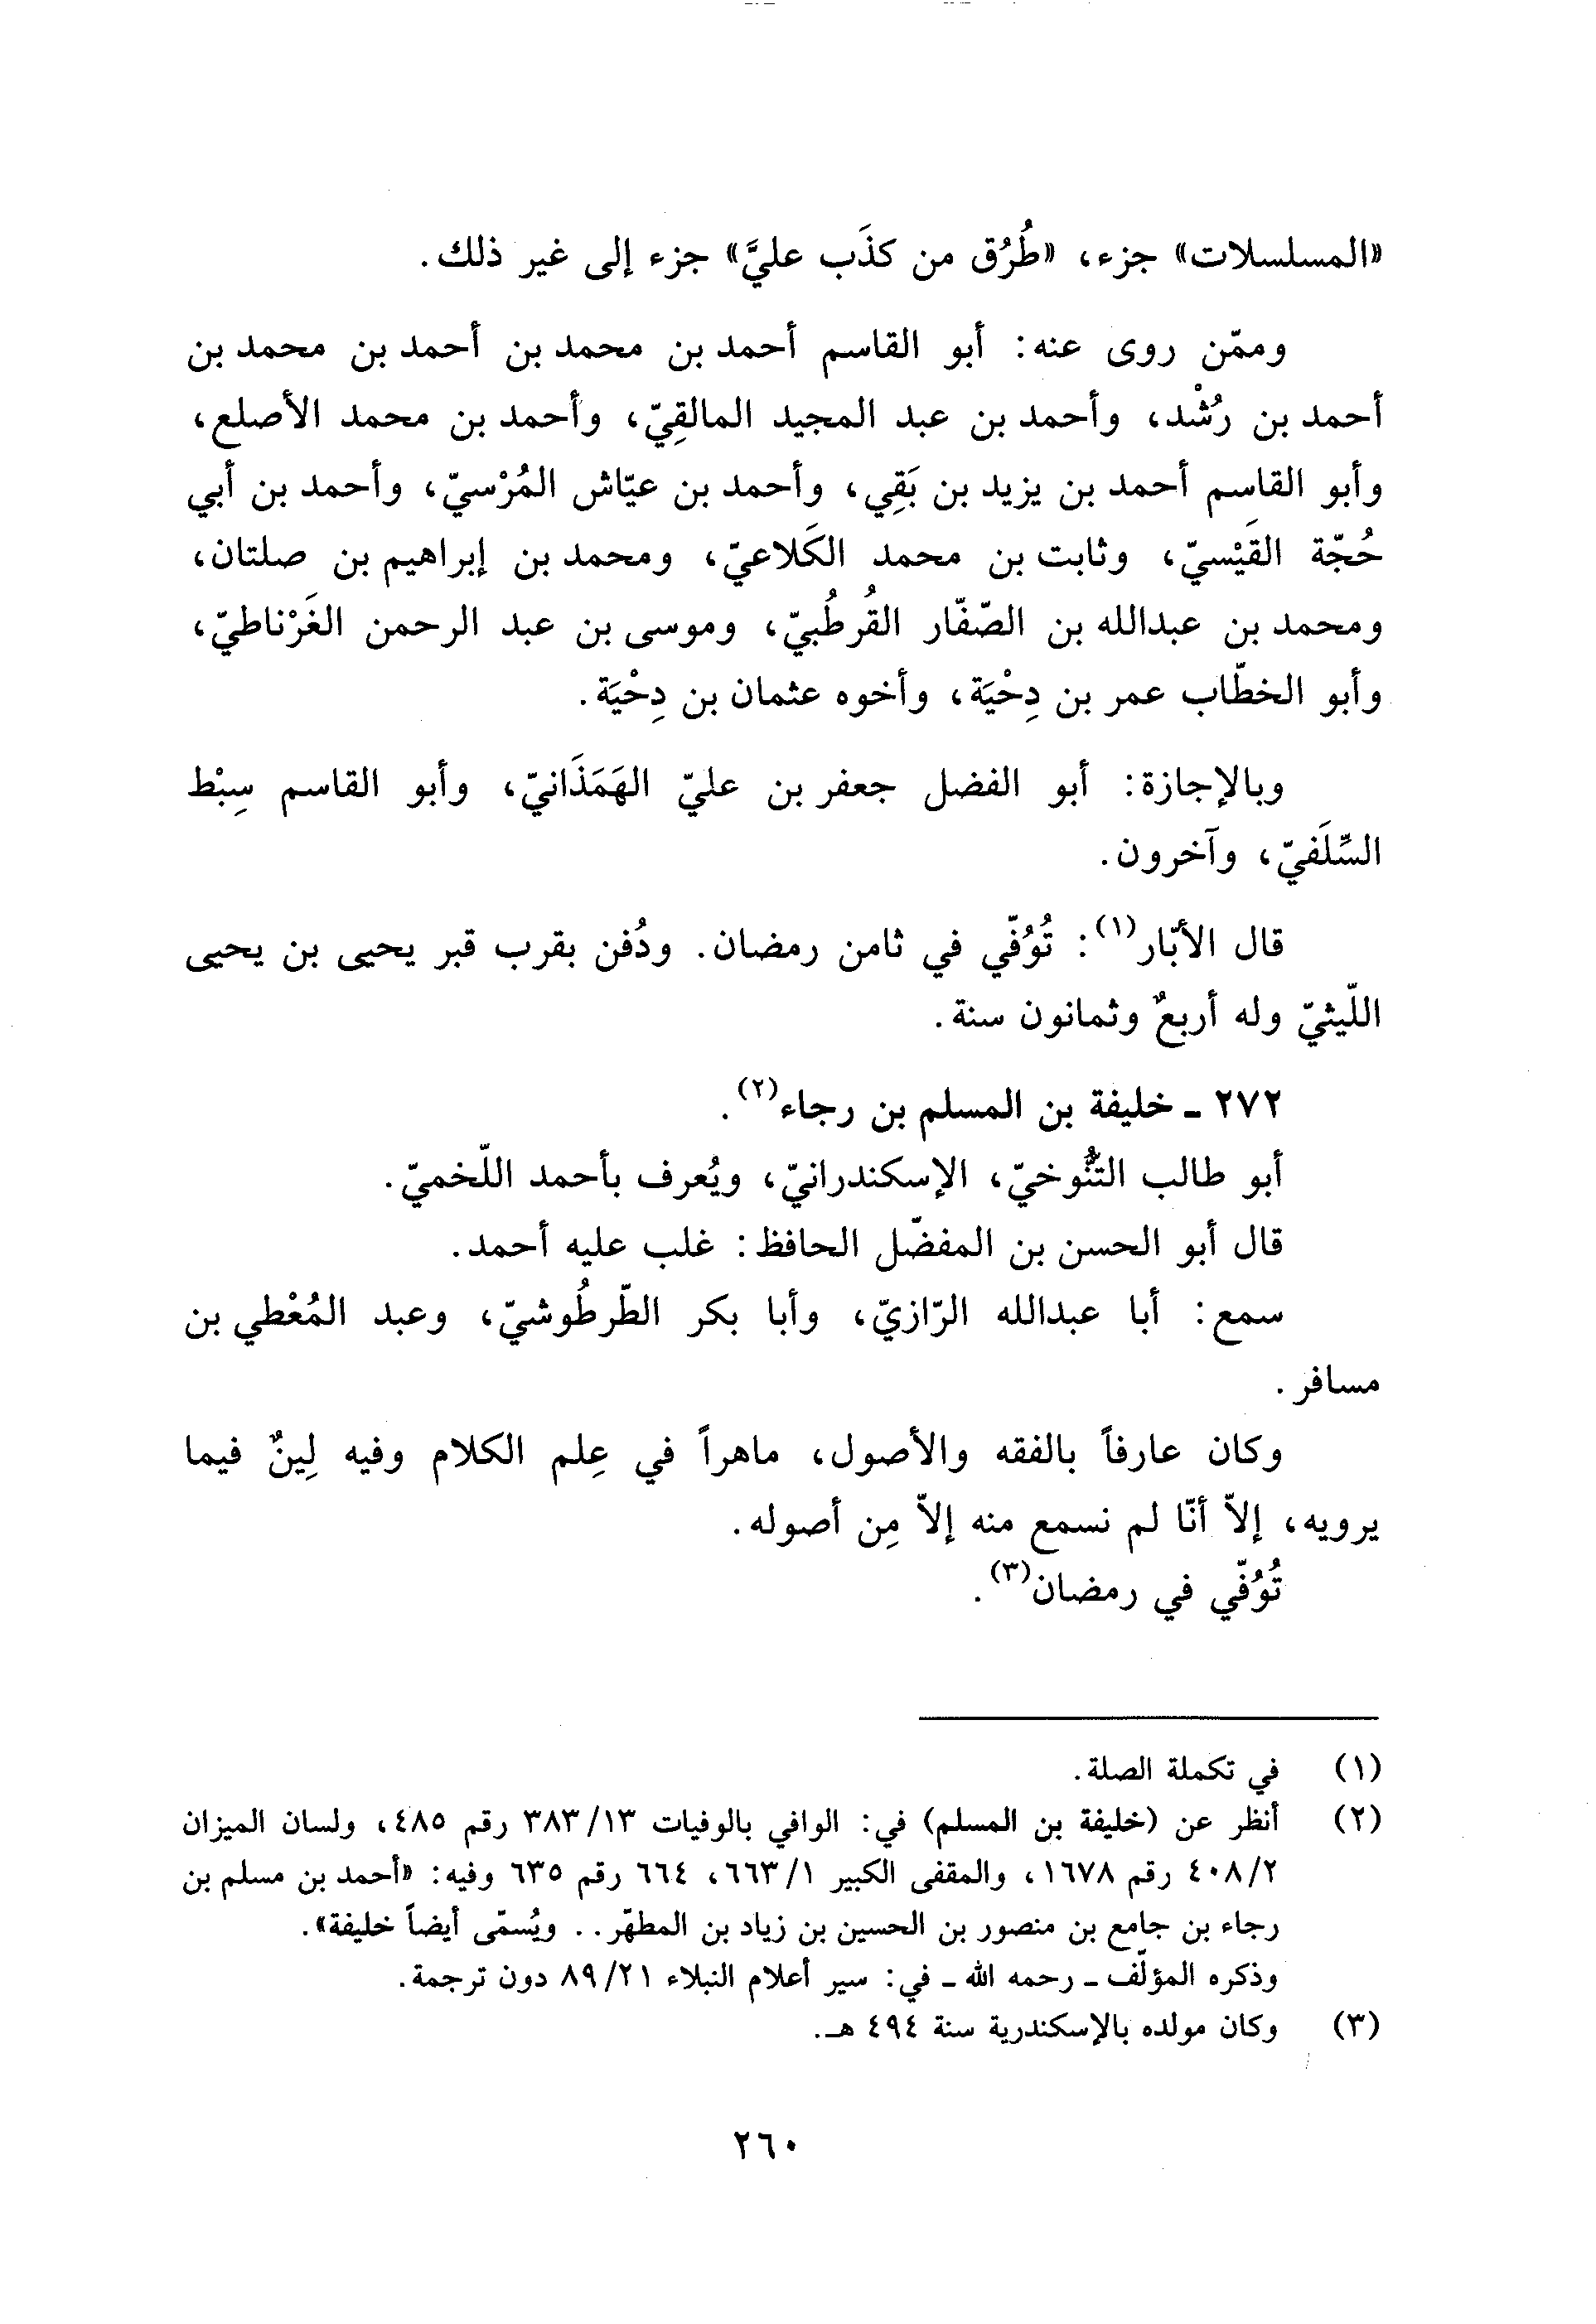 «المسلسلات» جزء، «طُرُق من كذَب عليَّ» جزء إلى غير ذلك.
وممّن روى عنه: أبو القاسم أحمد بن محمد بن أحمد بن محمد بن
أحمد بن رُشْد، وأحمد بن عبد المجيد المالقِيّ، وأحمد بن محمد الأصلع،
وأبو القاسم أحمد بن يزيد بن بَقِي، وأحمد بن عيّاش المُرْسيّ، وأحمد بن أبي
حُجّة القَيْسيّ، وثابت بن محمد الكَلاعيّ، ومحمد بن إبراهيم بن صلتان،
ومحمد بن عبدالله بن الصّفّار القُرطُبيّ، وموسى بن عبد الرحمن الغَرْناطيّ،
وأبو الخطّاب عمر بن دِحْيَة، وأخوه عثمان بن دِحْيَة.
وبالإجازة: أبو الفضل جعفر بن عليّ الهَمَذَانيّ، وأبو القاسم سِبْط
السِّلَفيّ، وآخرون.
قال الأبّار(١): تُوُفّي في ثامن رمضان. ودُفن بقرب قبر يحيى بن يحيى
اللّيثيّ وله أربعٌ وثمانون سنة.
٢٧٢ ـ خليفة بن المسلم بن رجاء(٢).
أبو طالب التُّنُوخيّ، الإسكندرانيّ، ويُعرف بأحمد اللّخميّ.
قال أبو الحسن بن المفضّل الحافظ: غلب عليه أحمد.
سمع: أبا عبدالله الرّازيّ، وأبا بكر الطّرطُوشيّ، وعبد المُعْطي بن
مسافر.
وكان عارفاً بالفقه والأصول، ماهراً في عِلم الكلام وفيه لِينٌ فيما
يرويه، إلاّ أنّا لم نسمع منه إلاّ مِن أصوله.
تُوُفّي في رمضان(٣).
(١) في تكملة الصلة.
(٢) أنظر عن (خليفة بن المسلم) في: الوافي بالوفيات ١٣/ ٣٨٣ رقم ٤٨٥، ولسان الميزان
٢/ ٤٠٨ رقم ١٦٧٨، والمقفى الكبير ١/ ٦٦٣، ٦٦٤ رقم ٦٣٥ وفيه: «أحمد بن مسلم بن
رجاء بن جامع بن منصور بن الحسين بن زياد بن المطهّر.. ويُسمّى أيضاً خليفة».
وذكره المؤلّف ـ رحمه الله ـ في: سير أعلام النبلاء ٢١/ ٨٩ دون ترجمة.
(٣) وكان مولده بالإسكندرية سنة ٤٩٤ هـ.
٢٦٠